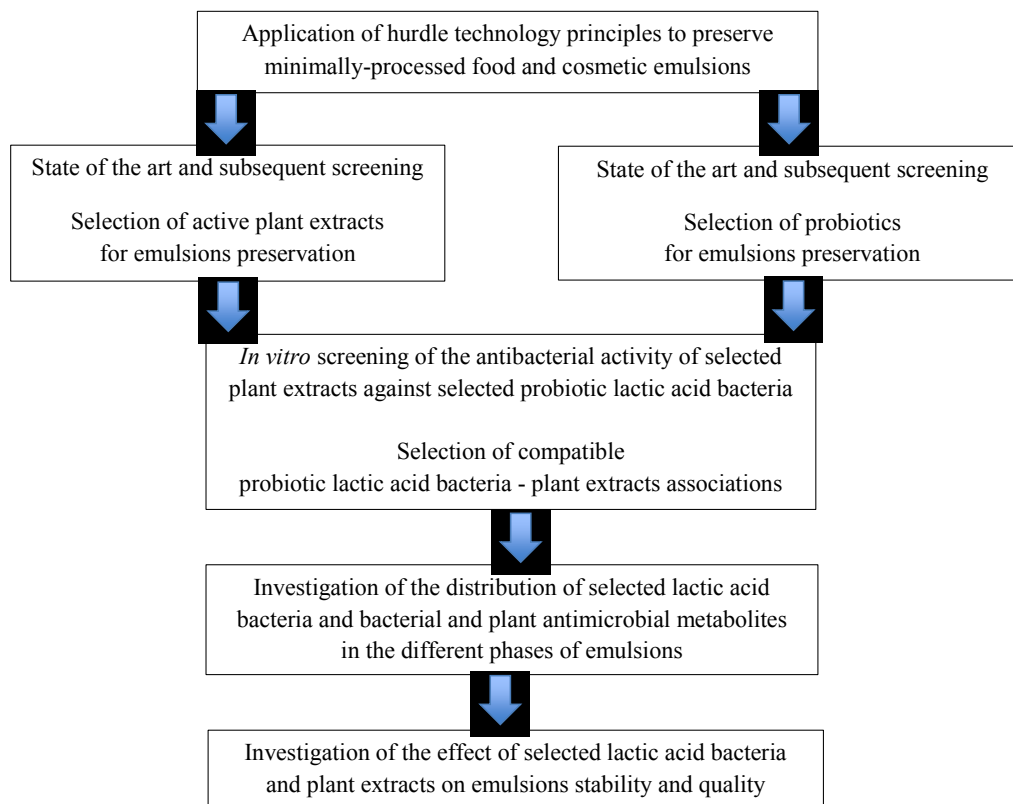 Application of hurdle technology principles to preserve
minimally-processed food and cosmetic emulsions
State of the art and subsequent screening
Selection of active plant extracts
for emulsions preservation
State of the art and subsequent screening
Selection of probiotics
for emulsions preservation
In vitro screening of the antibacterial activity of selected
plant extracts against selected probiotic lactic acid bacteria
Selection of compatible
probiotic lactic acid bacteria - plant extracts associations
Investigation of the distribution of selected lactic acid
bacteria and bacterial and plant antimicrobial metabolites
in the different phases of emulsions
Investigation of the effect of selected lactic acid bacteria
and plant extracts on emulsions stability and quality